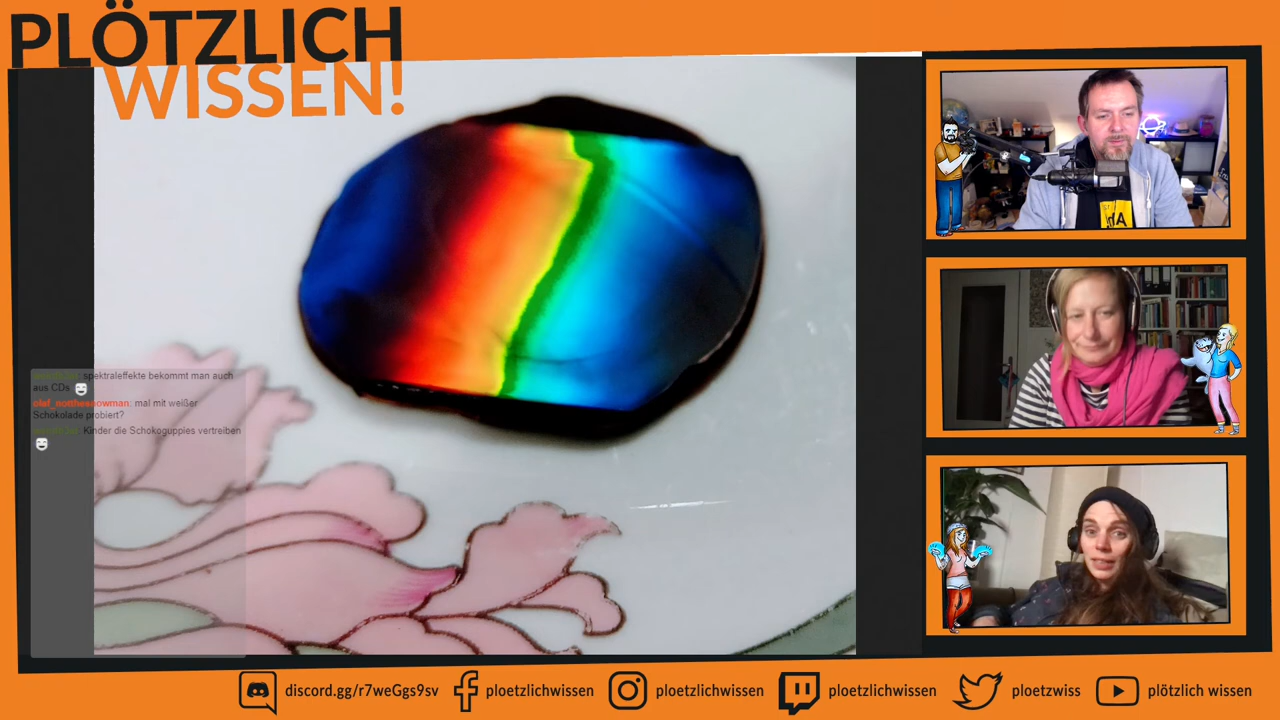 PLÖTZLICH
WISSEN!
: spektraleffekte bekommt man auch
aus CDs
olaf_notthesnowman: mal mit weißer
Schokolade probiert?
: Kinder die Schokoguppies vertreiben
discord.gg/r7weGgs9sv
ploetzlichwissen
ploetzlichwissen
ploetzlichwissen
ploetzwiss
plötzlich wissen